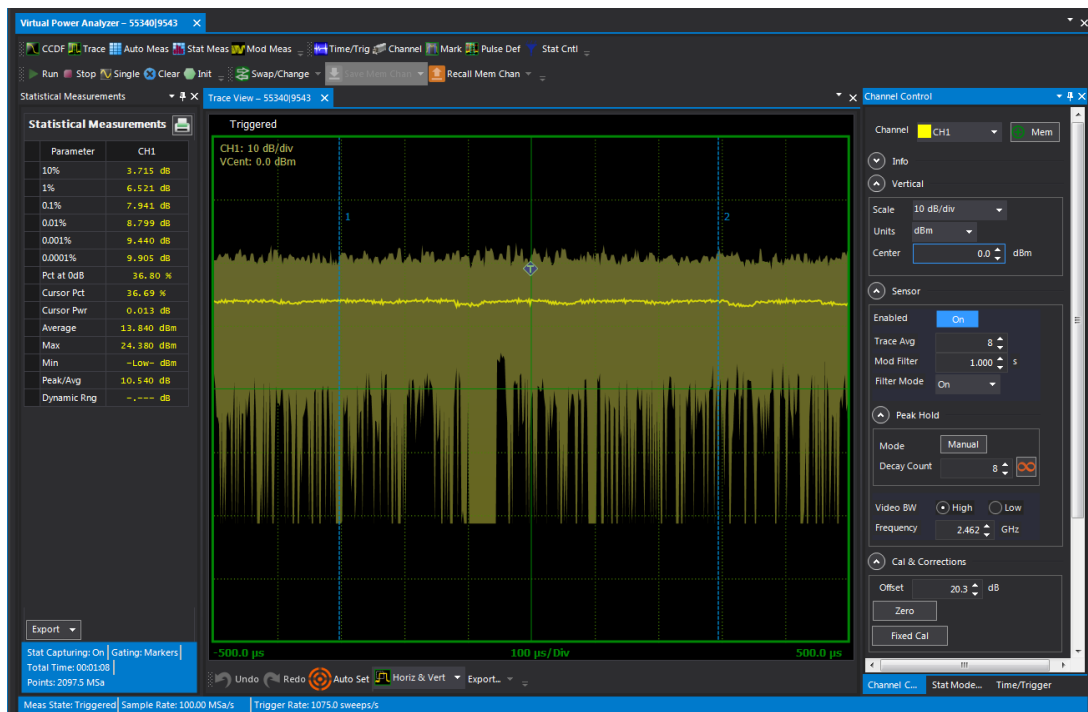 Virtual Power Analyzer – 55340|9543
CCDF Trace Auto Meas Stat Meas Mod Meas Time/Trig Channel Mark Pulse Def Stat Cntl
Run Stop Single Clear Init Swap/Change Save Mem Chan Recall Mem Chan
Statistical Measurements
Trace View – 55340|9543
Channel Control
Statistical Measurements
Parameter CH1
10% 3.715 dB
1% 6.521 dB
0.1% 7.941 dB
0.01% 8.799 dB
0.001% 9.440 dB
0.0001% 9.905 dB
Pct at 0dB 36.80 %
Cursor Pct 36.69 %
Cursor Pwr 0.013 dB
Average 13.840 dBm
Max 24.380 dBm
Min -Low- dBm
Peak/Avg 10.540 dB
Dynamic Rng -.--- dB
Export
Stat Capturing: On Gating: Markers
Total Time: 00:01:08
Points: 2097.5 MSa
Triggered
CH1: 10 dB/div
VCent: 0.0 dBm
1
2
T
-500.0 µs 100 µs/Div 500.0 µs
Undo Redo Auto Set Horiz & Vert Export...
Channel CH1 Mem
Info
Vertical
Scale 10 dB/div
Units dBm
Center 0.0 dBm
Sensor
Enabled On
Trace Avg 8
Mod Filter 1.000 s
Filter Mode On
Peak Hold
Mode Manual
Decay Count 8
Video BW High Low
Frequency 2.462 GHz
Cal & Corrections
Offset 20.3 dB
Zero
Fixed Cal
Channel C... Stat Mode... Time/Trigger
Meas State: Triggered Sample Rate: 100.00 MSa/s Trigger Rate: 1075.0 sweeps/s